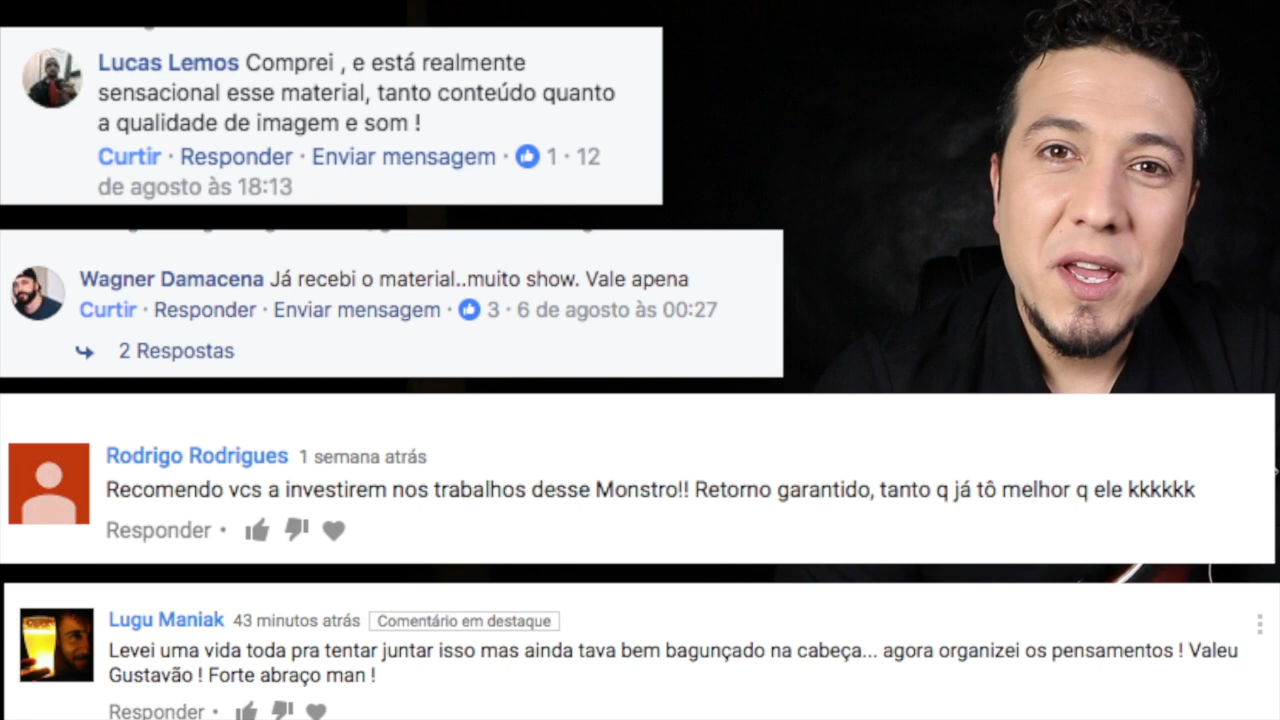 Lucas Lemos Comprei , e está realmente
sensacional esse material, tanto conteúdo quanto
a qualidade de imagem e som !
Curtir · Responder · Enviar mensagem · 1 · 12
de agosto às 18:13
Wagner Damacena Já recebi o material..muito show. Vale apena
Curtir · Responder · Enviar mensagem · 3 · 6 de agosto às 00:27
2 Respostas
Rodrigo Rodrigues 1 semana atrás
Recomendo vcs a investirem nos trabalhos desse Monstro!! Retorno garantido, tanto q já tô melhor q ele kkkkkk
Responder ·
Lugu Maniak 43 minutos atrás Comentário em destaque
Levei uma vida toda pra tentar juntar isso mas ainda tava bem bagunçado na cabeça... agora organizei os pensamentos ! Valeu
Gustavão ! Forte abraço man !
Responder ·